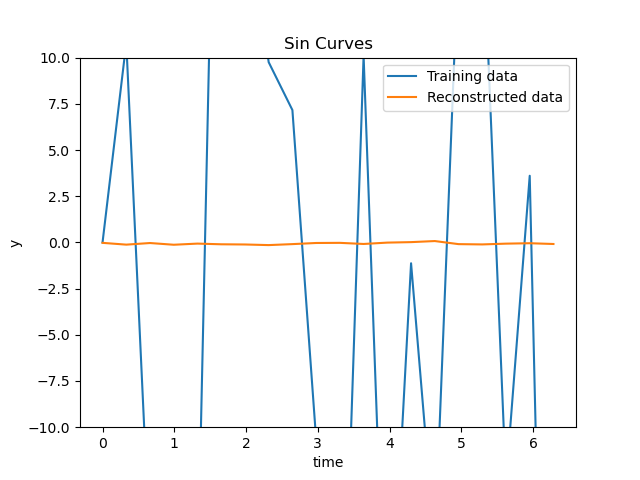 Sin Curves
Training data
Reconstructed data
10.0
7.5
5.0
2.5
0.0
−2.5
−5.0
−7.5
−10.0
y
0 1 2 3 4 5 6
time